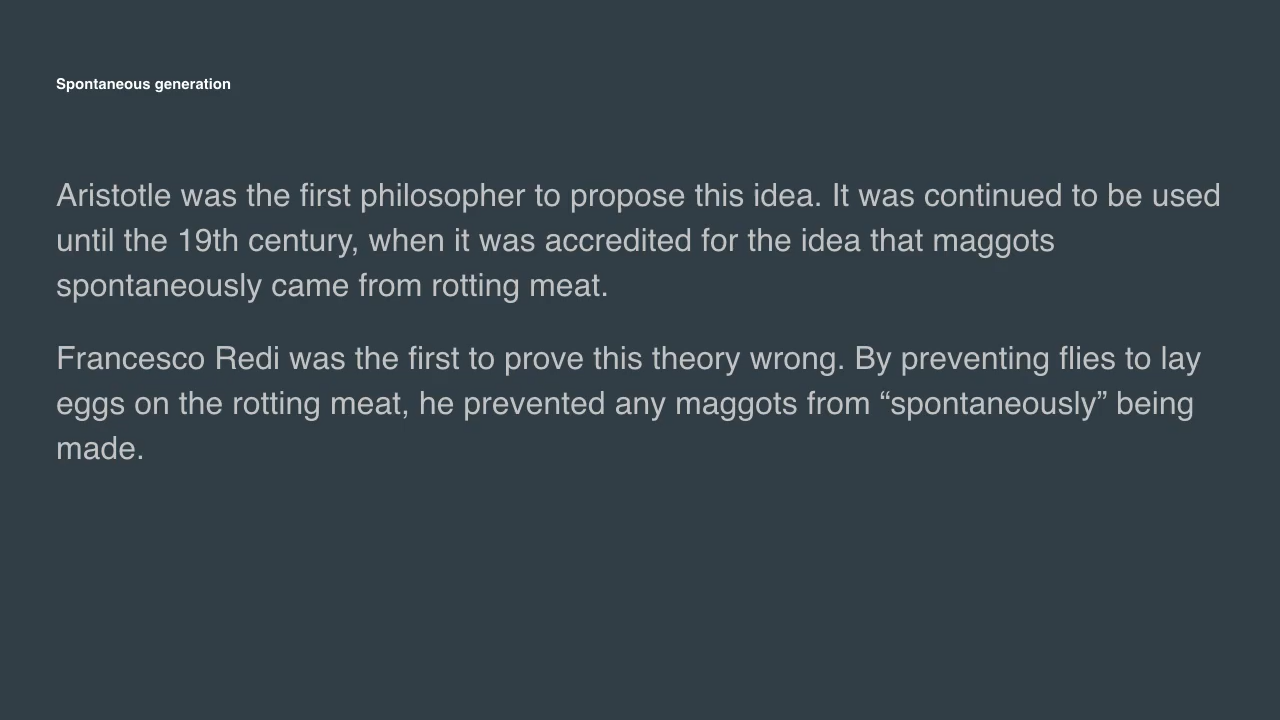 Spontaneous generation
Aristotle was the first philosopher to propose this idea. It was continued to be used
until the 19th century, when it was accredited for the idea that maggots
spontaneously came from rotting meat.
Francesco Redi was the first to prove this theory wrong. By preventing flies to lay
eggs on the rotting meat, he prevented any maggots from “spontaneously” being
made.